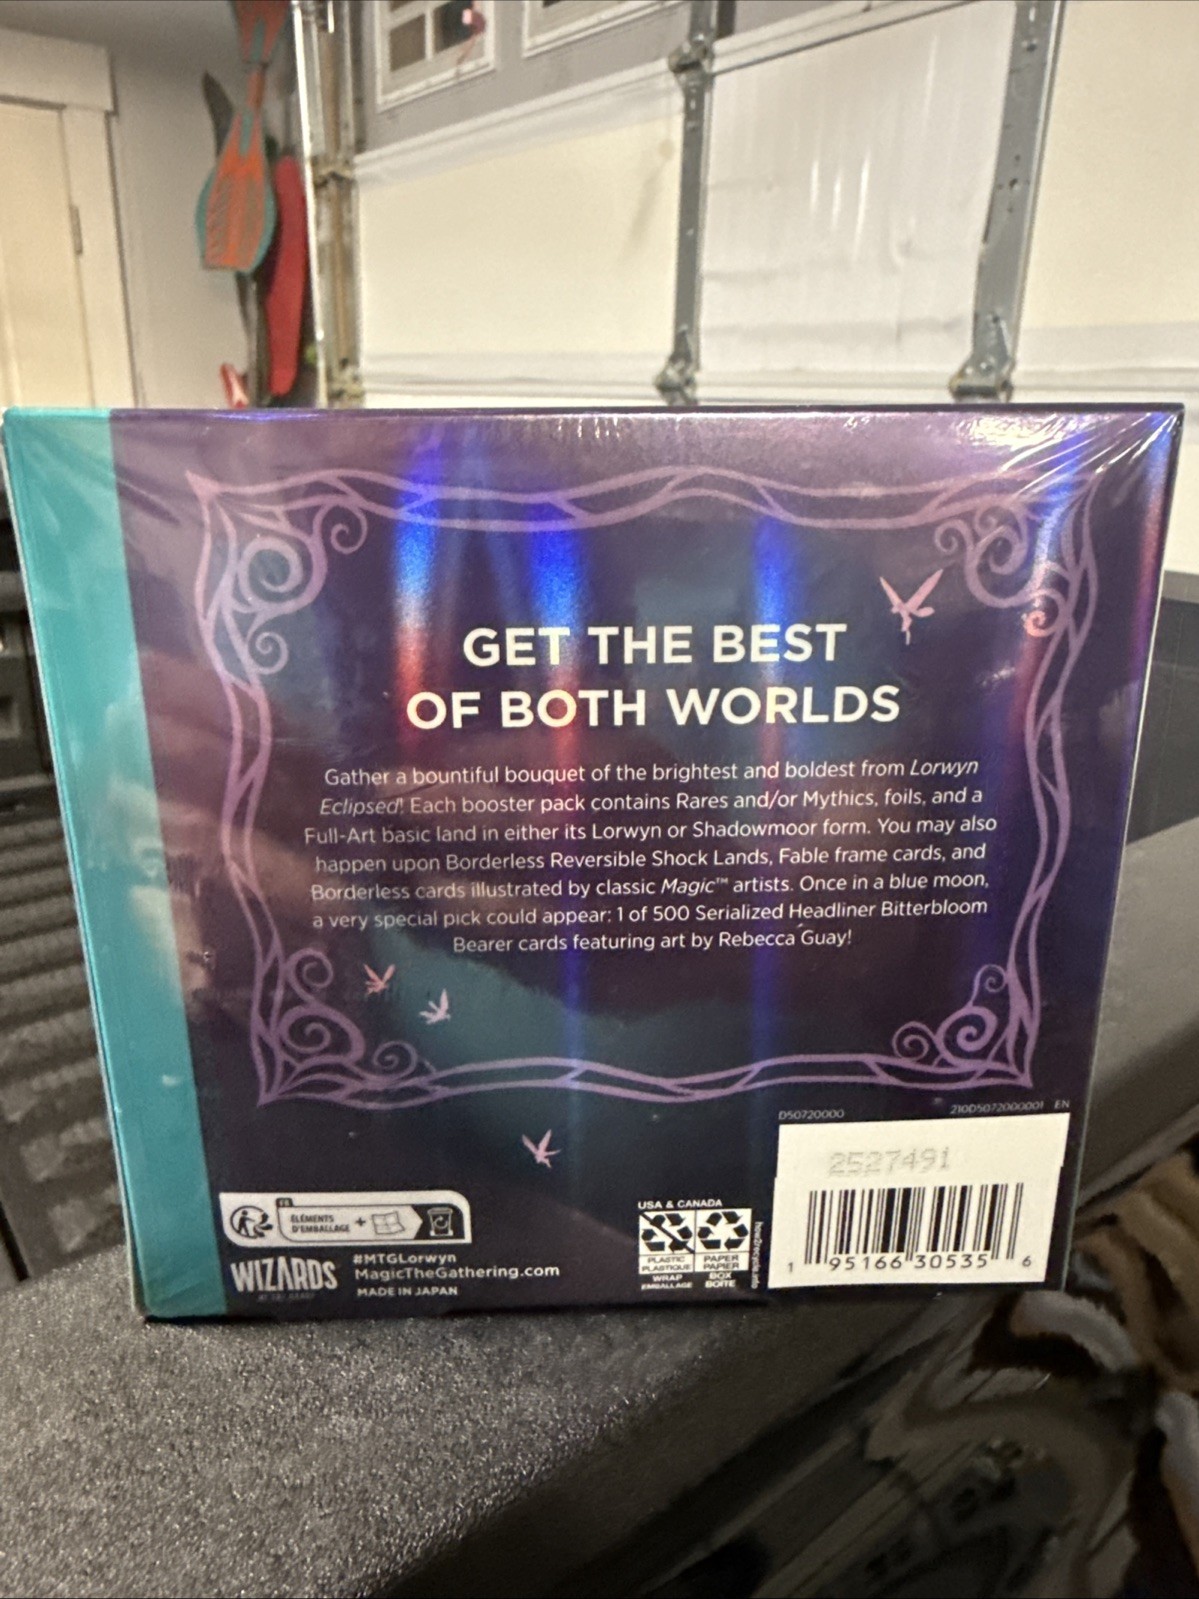 GET THE BEST
OF BOTH WORLDS
Gather a bountiful bouquet of the brightest and boldest from Lorwyn
Eclipsed! Each booster pack contains Rares and/or Mythics, foils, and a
Full-Art basic land in either its Lorwyn or Shadowmoor form. You may also
happen upon Borderless Reversible Shock Lands, Fable frame cards, and
Borderless cards illustrated by classic Magic™ artists. Once in a blue moon,
a very special pick could appear: 1 of 500 Serialized Headliner Bitterbloom
Bearer cards featuring art by Rebecca Guay!
D50720000
210D5072000001 EN
2527491
1 95166 30535 6
FR
ÉLÉMENTS
D'EMBALLAGE +
WIZARDS
#MTGLorwyn
MagicTheGathering.com
MADE IN JAPAN
USA & CANADA
PLASTIC
PLASTIQUE
WRAP
EMBALLAGE
PAPER
PAPIER
BOX
BOÎTE
how2recycle.info